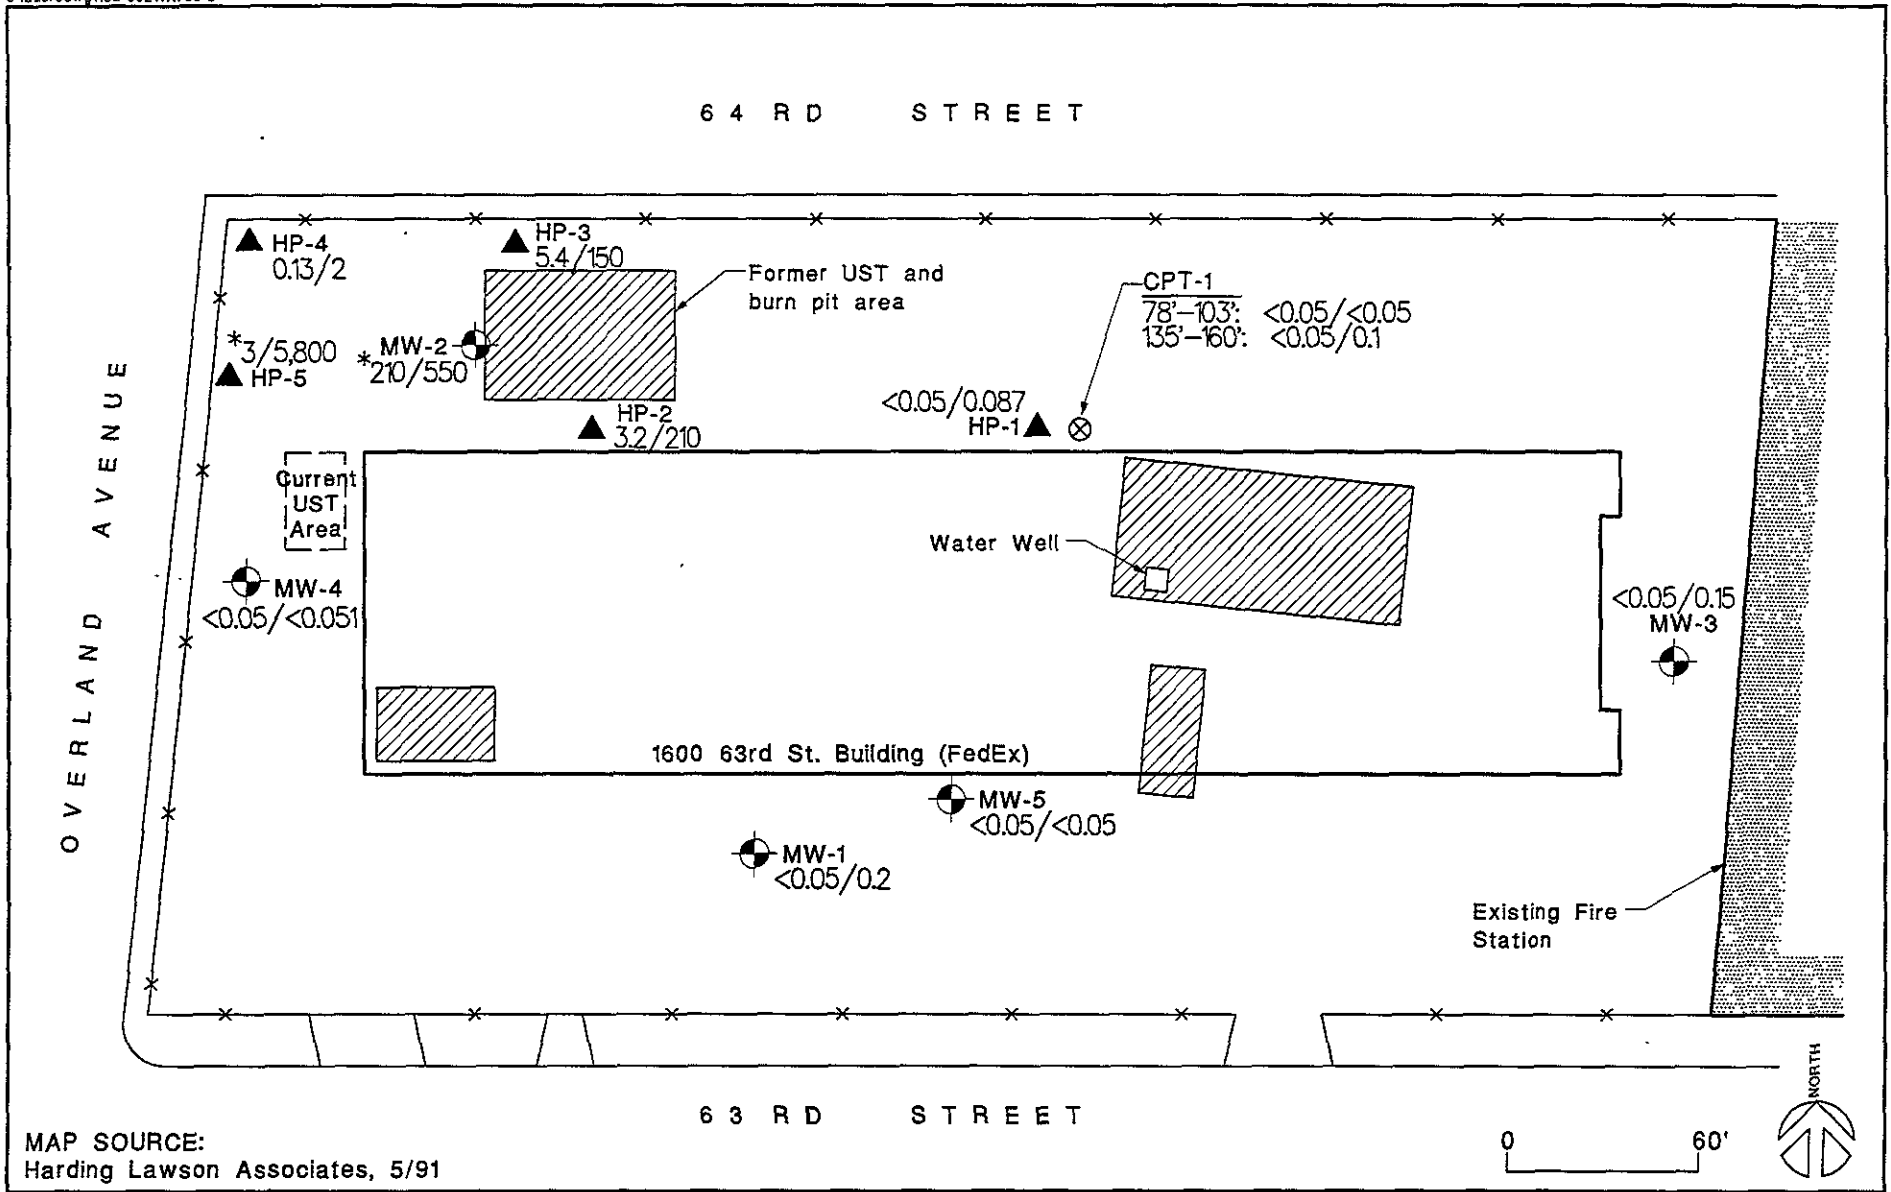 64 RD STREET
HP-4
0.13/2
HP-3
5.4/150
Former UST and
burn pit area
CPT-1
78'-103': <0.05/<0.05
135'-160': <0.05/0.1
*3/5,800
HP-5
MW-2
*210/550
HP-2
3.2/210
<0.05/0.087
HP-1
OVERLAND AVENUE
Current
UST
Area
Water Well
MW-4
<0.05/<0.051
<0.05/0.15
MW-3
1600 63rd St. Building (FedEx)
MW-5
<0.05/<0.05
MW-1
<0.05/0.2
Existing Fire
Station
63 RD STREET
NORTH
MAP SOURCE:
Harding Lawson Associates, 5/91
0 60'